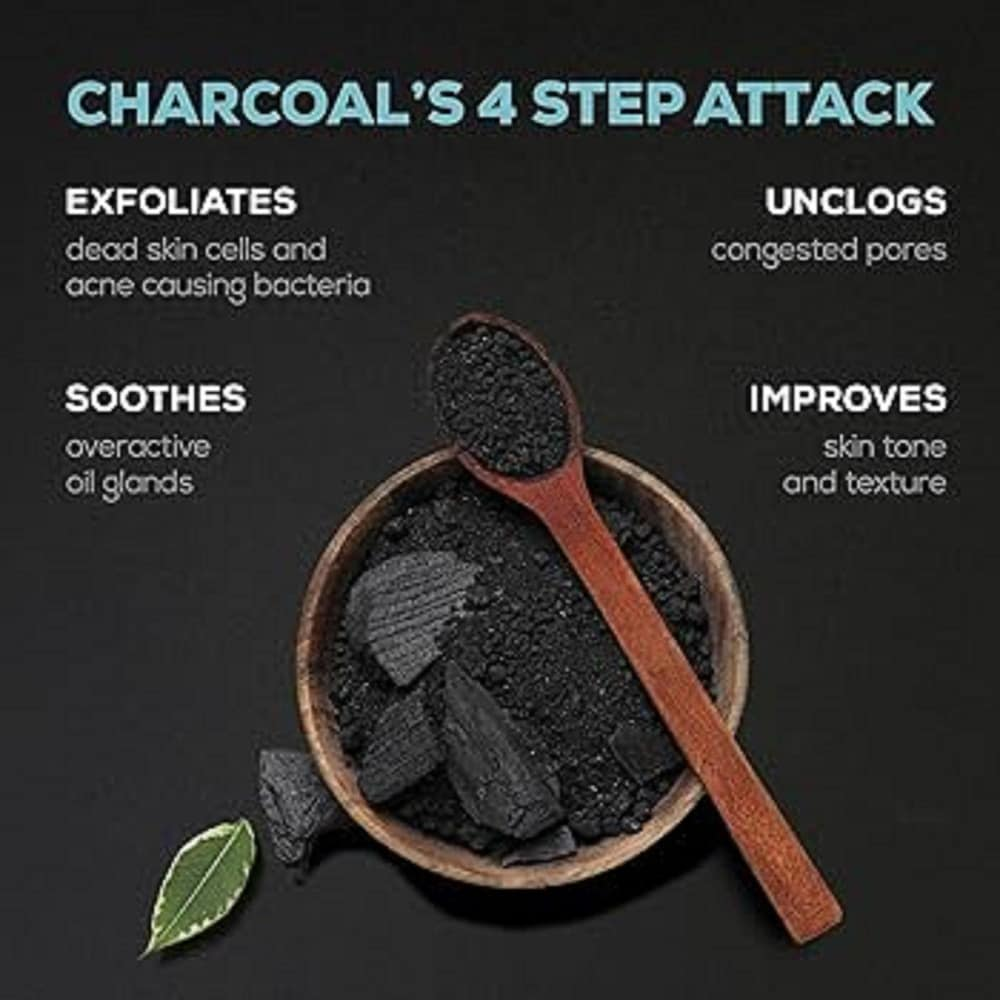 CHARCOAL'S 4 STEP ATTACK
EXFOLIATES
dead skin cells and
acne causing bacteria
UNCLOGS
congested pores
SOOTHES
overactive
oil glands
IMPROVES
skin tone
and texture